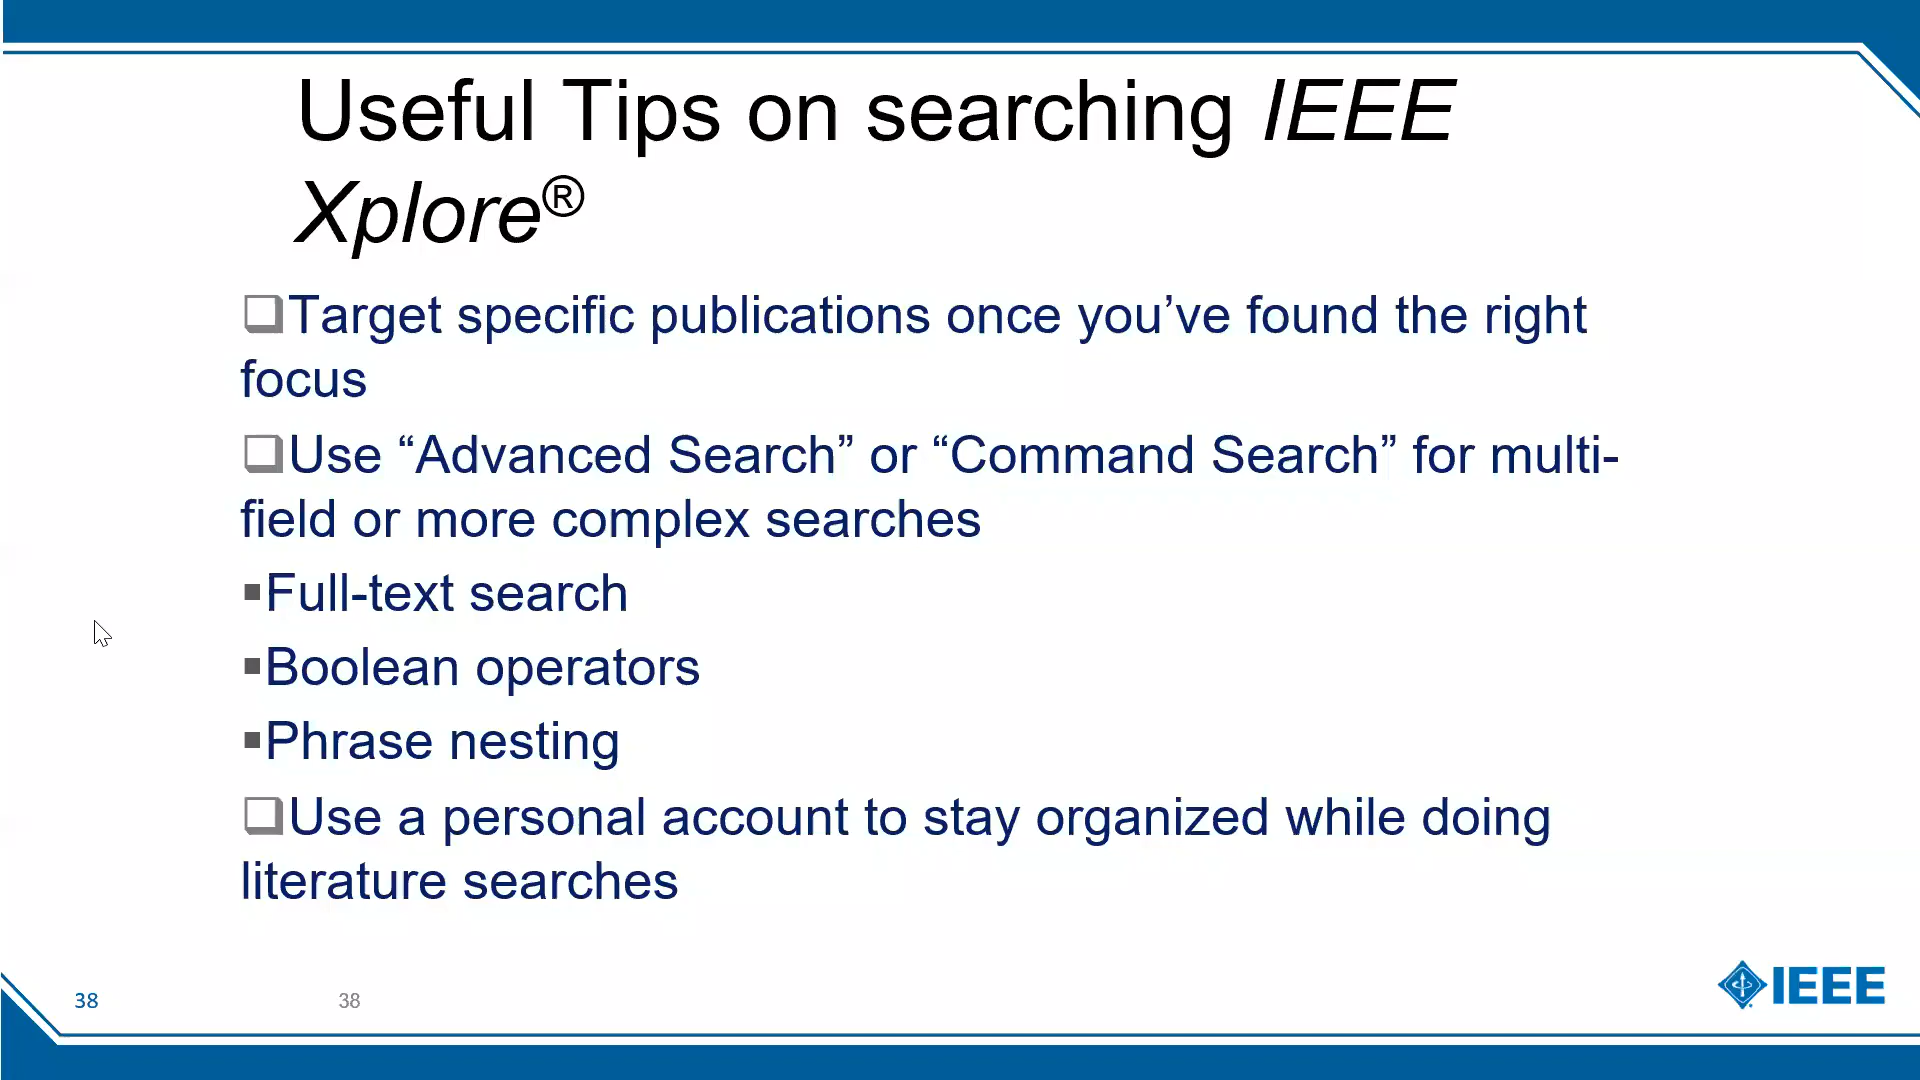 Useful Tips on searching IEEE
Xplore®
Target specific publications once you’ve found the right
focus
Use “Advanced Search” or “Command Search” for multi-
field or more complex searches
Full-text search
Boolean operators
Phrase nesting
Use a personal account to stay organized while doing
literature searches
38
38
IEEE